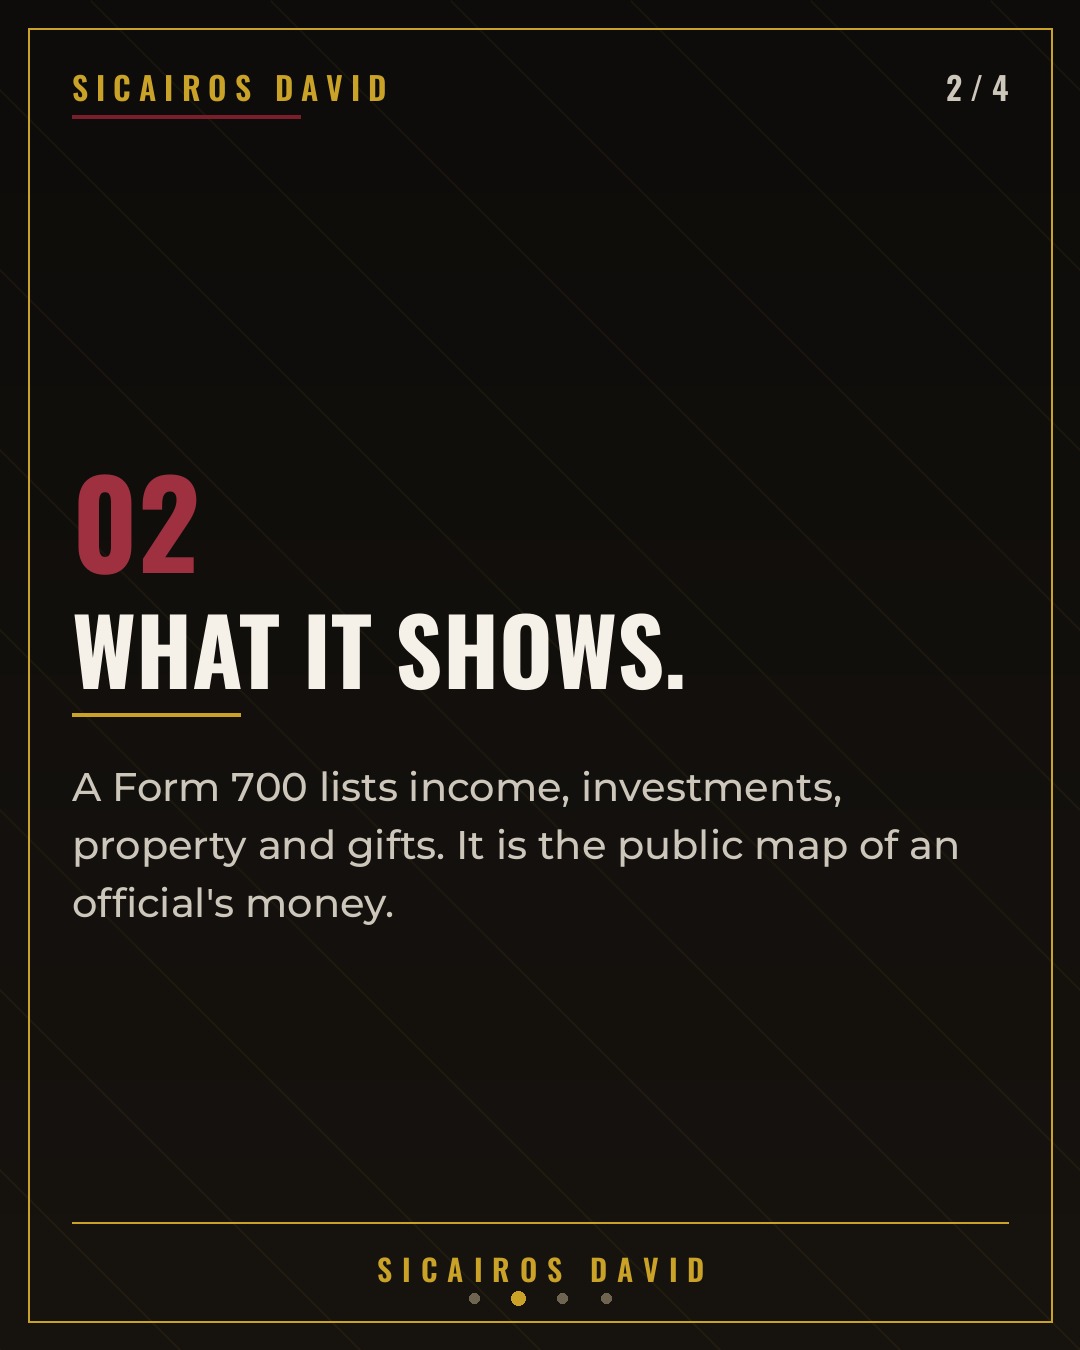 SICAIROS DAVID
2 / 4
02
WHAT IT SHOWS.
A Form 700 lists income, investments,
property and gifts. It is the public map of an
official's money.
SICAIROS DAVID